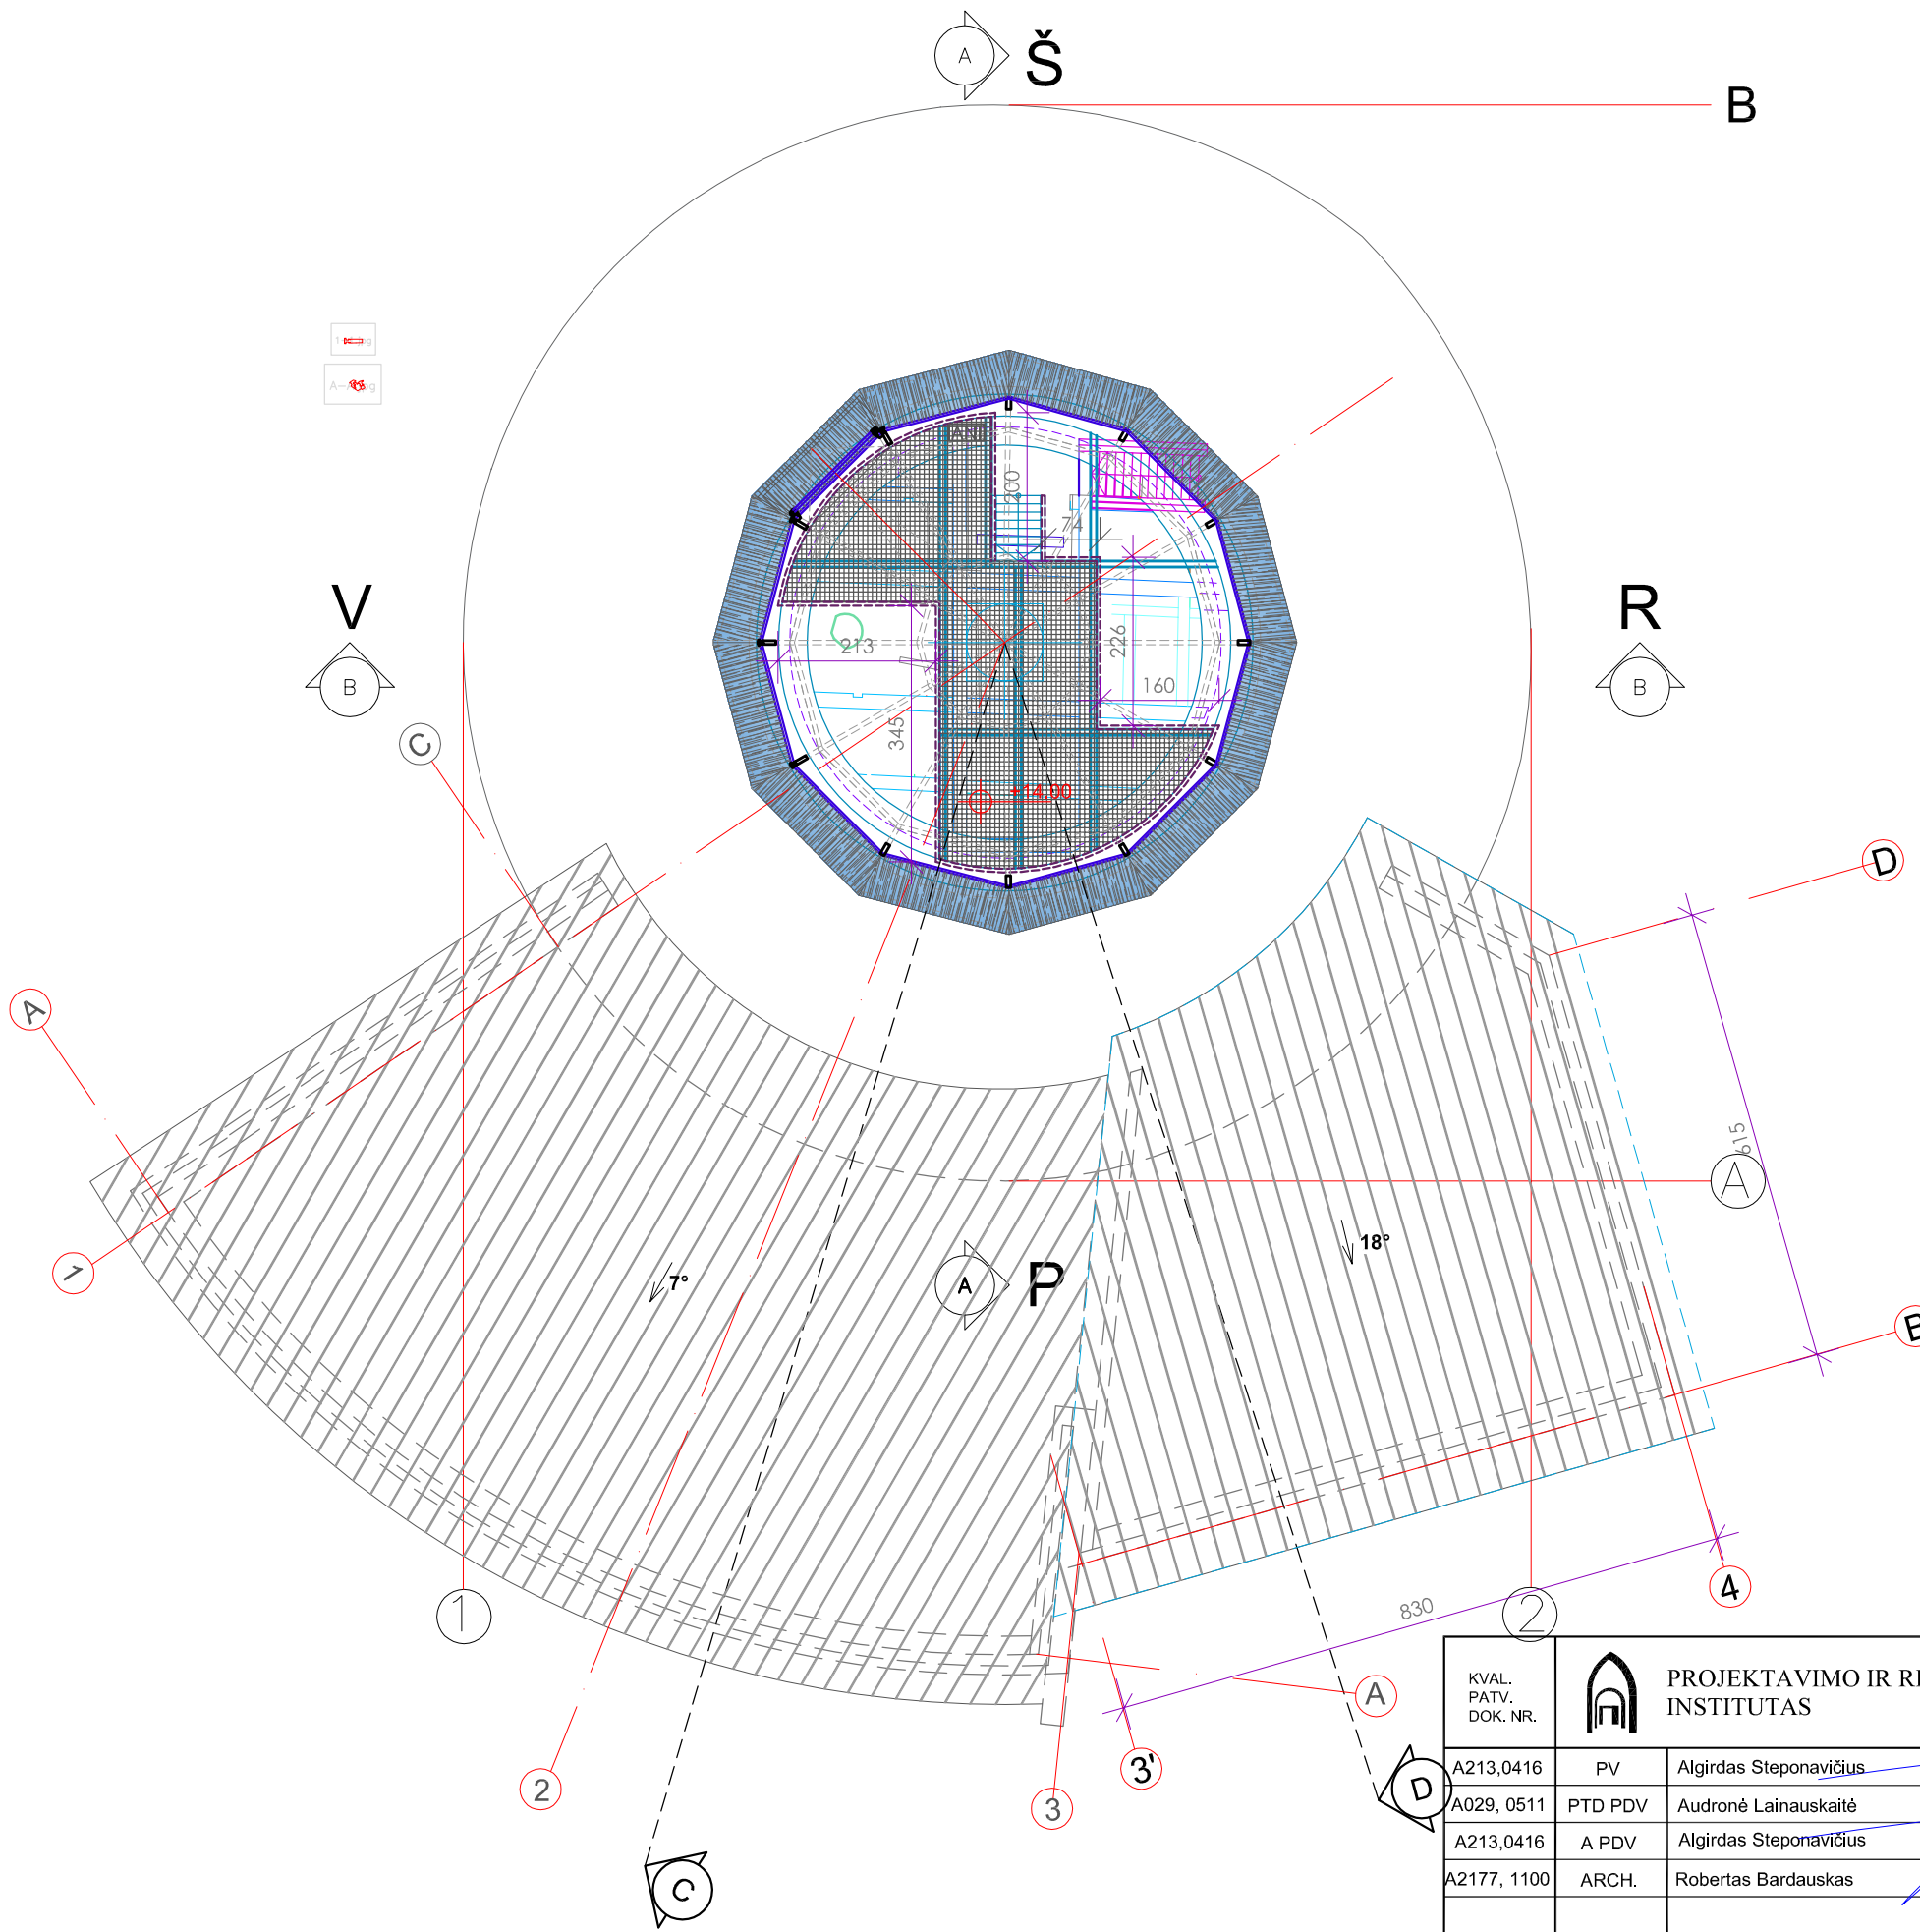 A
Š
B
V
B
R
B
C
200
74
213
226
160
345
+14,00
D
A
615
B
A
1
7°
A
P
18°
1
2
4
830
A
3'
2
3
D
C
KVAL.
PATV.
DOK. NR.
PROJEKTAVIMO IR
INSTITUTAS
A213,0416 PV Algirdas Steponavičius
A029, 0511 PTD PDV Audronė Lainauskaitė
A213,0416 A PDV Algirdas Steponavičius
A2177, 1100 ARCH. Robertas Bardauskas